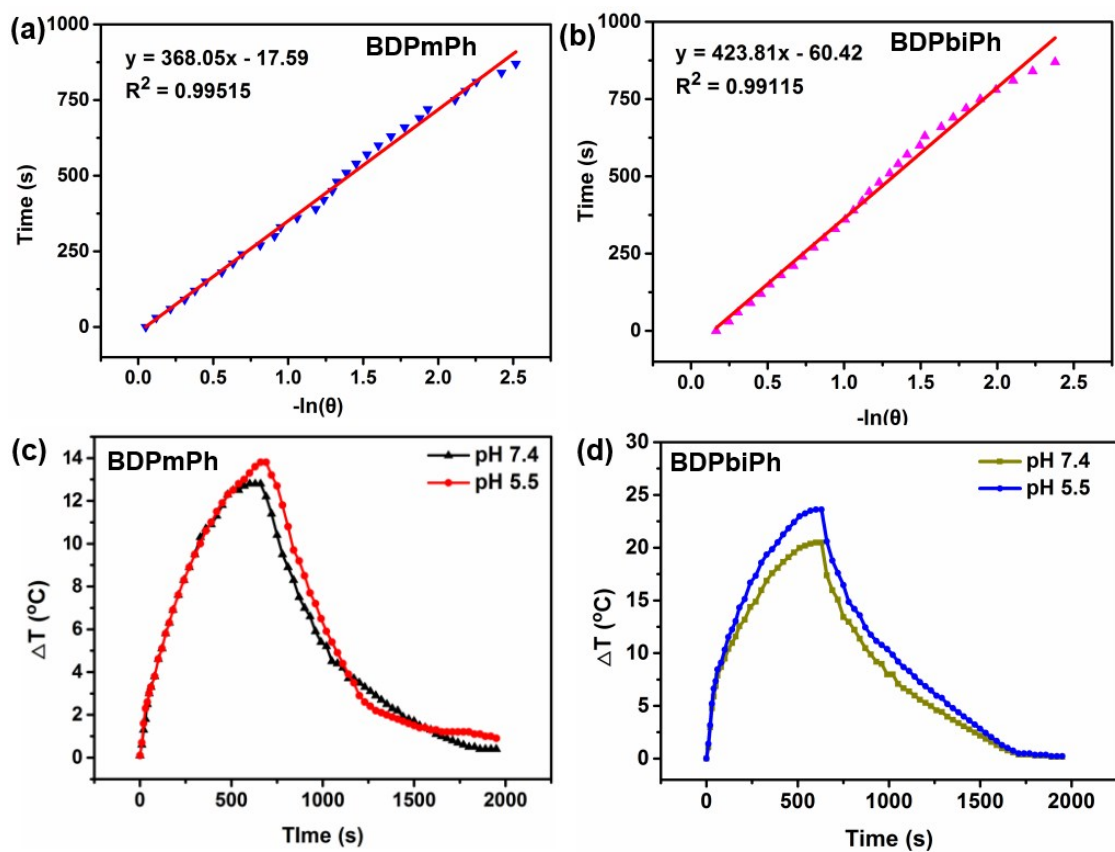 (a)
BDPmPh
y = 368.05x - 17.59
R² = 0.99515
Time (s)
1000
750
500
250
0
0.0 0.5 1.0 1.5 2.0 2.5
-ln(θ)
(b)
BDPbiPh
y = 423.81x - 60.42
R² = 0.99115
Time (s)
1000
750
500
250
0
0.0 0.5 1.0 1.5 2.0 2.5
-ln(θ)
(c)
BDPmPh
pH 7.4
pH 5.5
△T (ºC)
14
12
10
8
6
4
2
0
0 500 1000 1500 2000
TIme (s)
(d)
BDPbiPh
pH 7.4
pH 5.5
△T (ºC)
30
25
20
15
10
5
0
0 500 1000 1500 2000
Time (s)